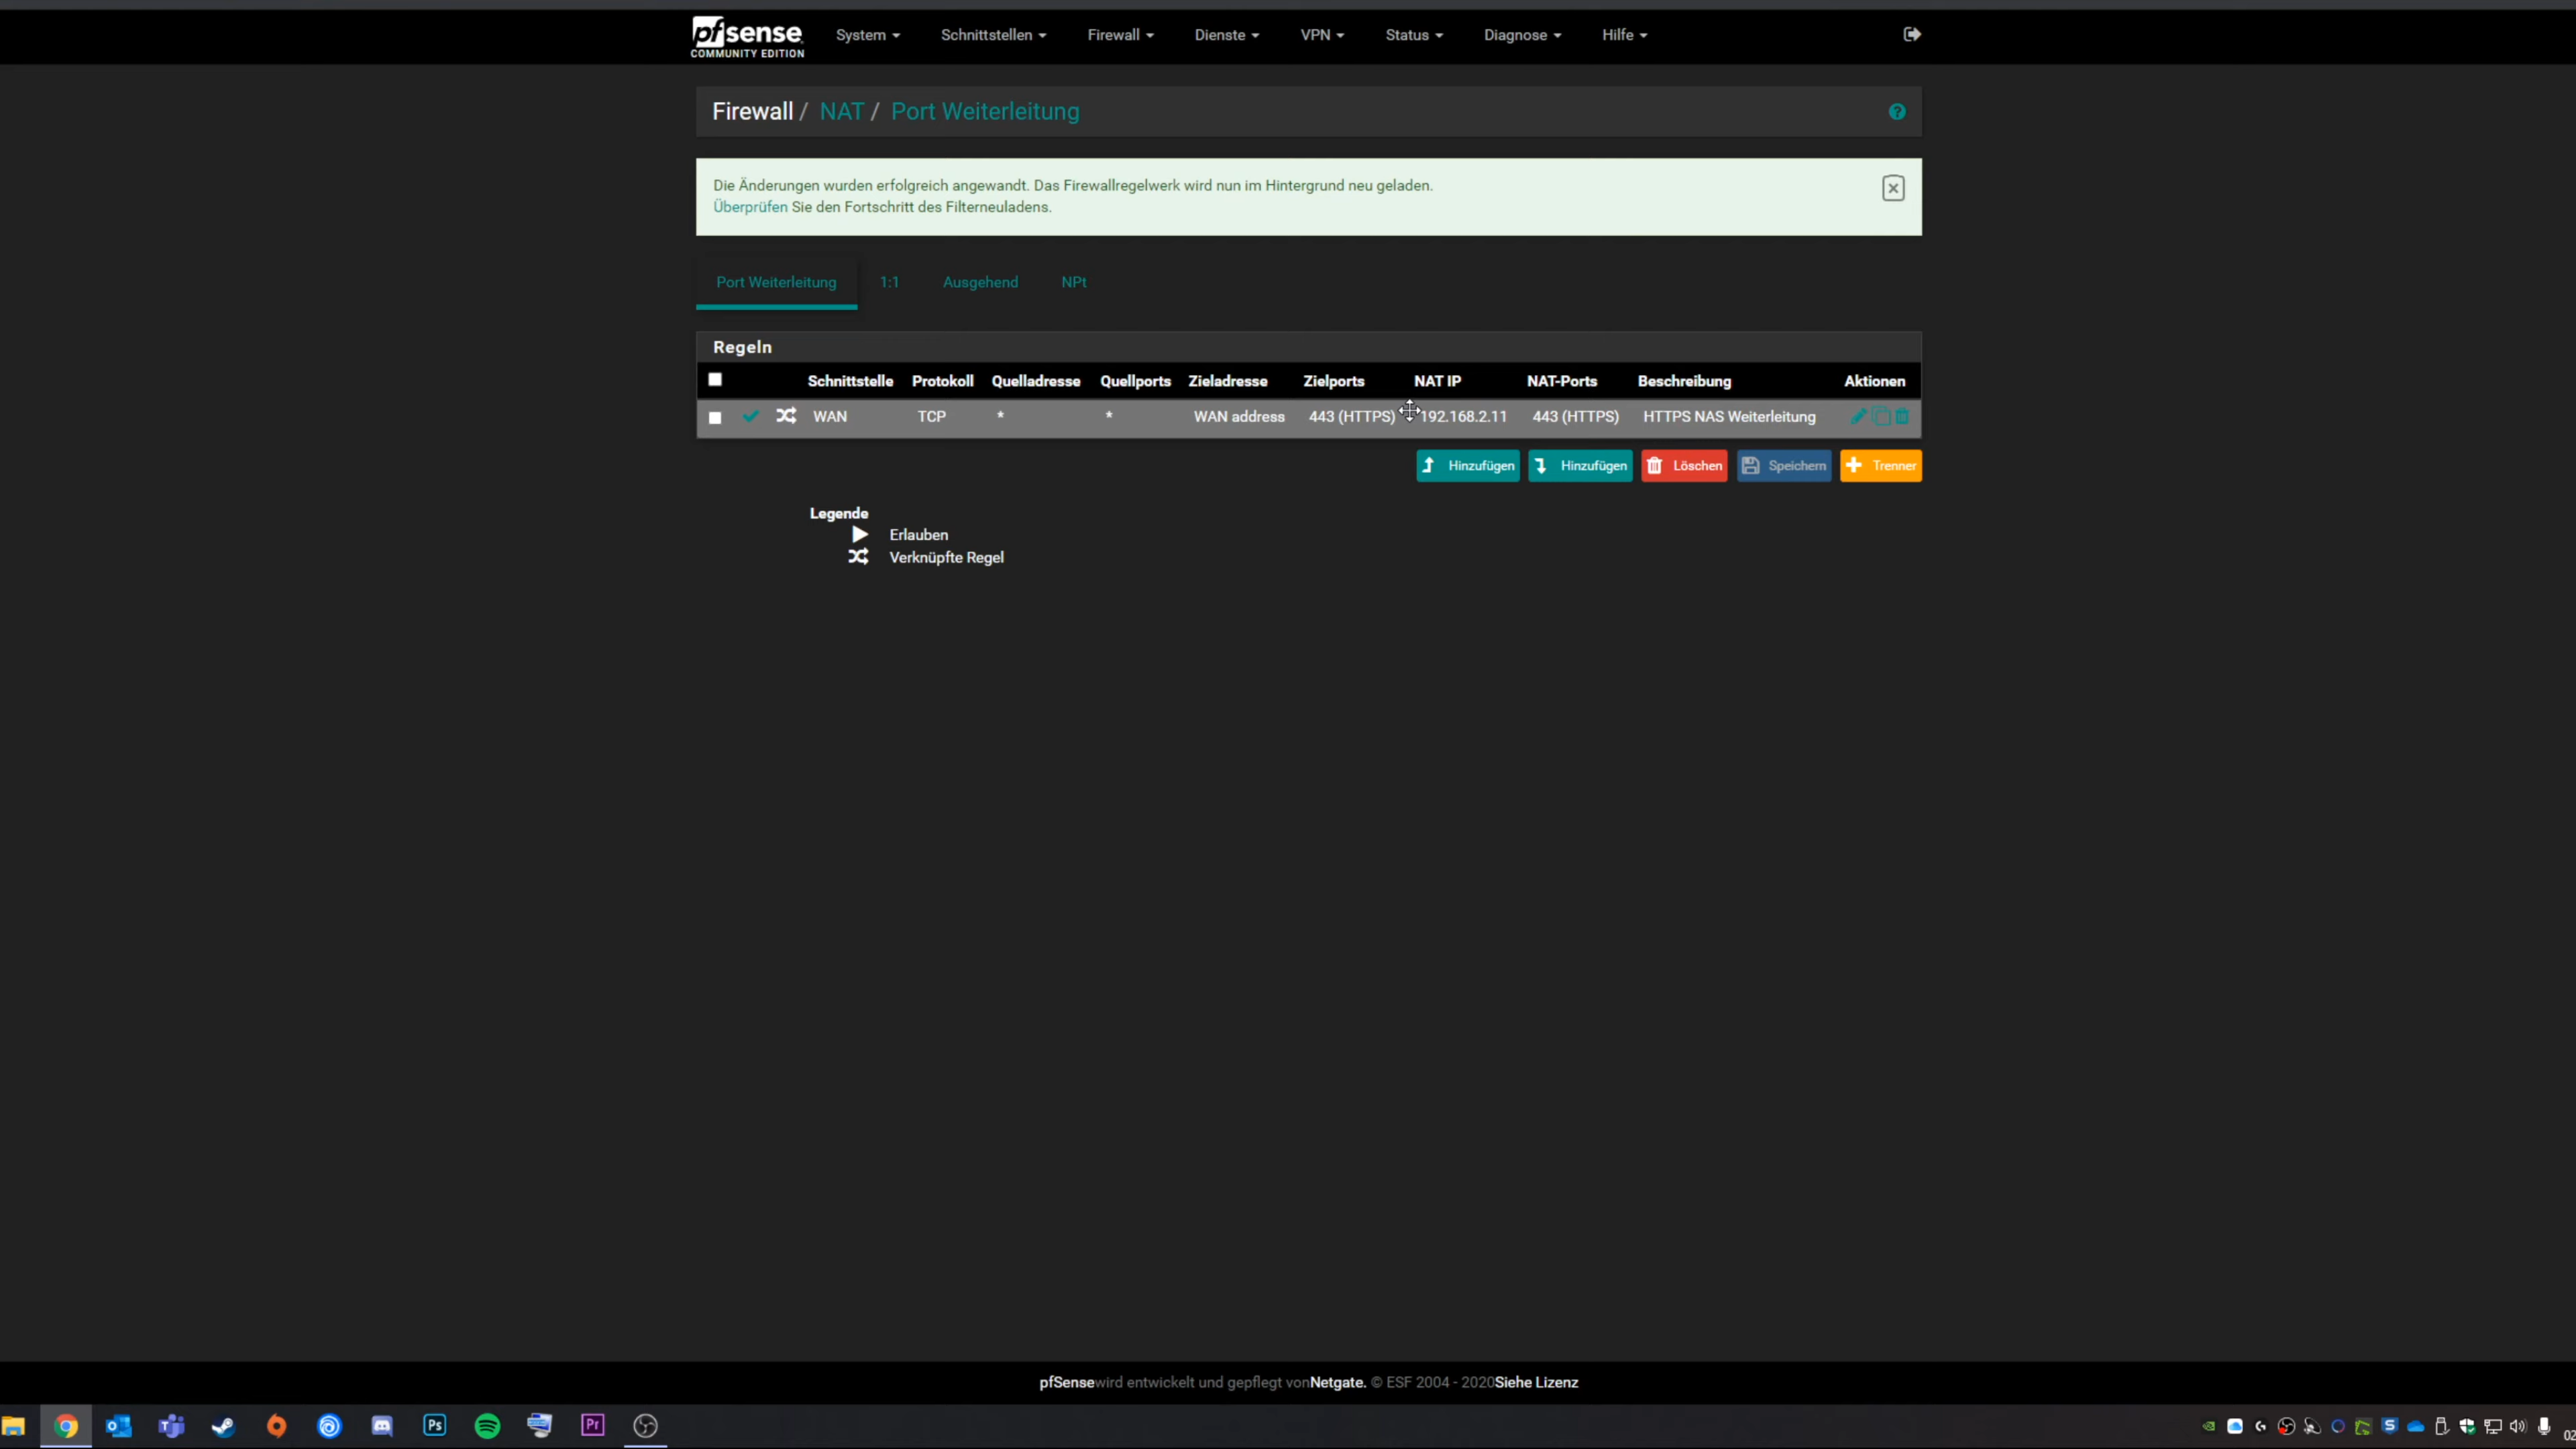 pfsense
COMMUNITY EDITION
System
Schnittstellen
Firewall
Dienste
VPN
Status
Diagnose
Hilfe
Firewall / NAT / Port Weiterleitung
Die Änderungen wurden erfolgreich angewandt. Das Firewallregelwerk wird nun im Hintergrund neu geladen.
Überprüfen Sie den Fortschritt des Filterneuladens.
Port Weiterleitung
1:1
Ausgehend
NPt
Regeln
Schnittstelle Protokoll Quelladresse Quellports Zieladresse Zielports NAT IP NAT-Ports Beschreibung Aktionen
WAN TCP * * WAN address 443 (HTTPS) 192.168.2.11 443 (HTTPS) HTTPS NAS Weiterleitung
Hinzufügen
Hinzufügen
Löschen
Speichern
Trenner
Legende
Erlauben
Verknüpfte Regel
pfSensewird entwickelt und gepflegt vonNetgate. © ESF 2004 - 2020Siehe Lizenz
Ps
Pr
02